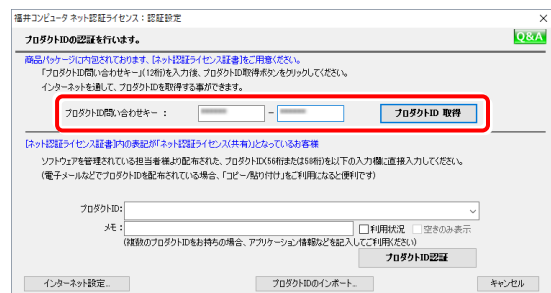 福井コンピュータ ネット認証ライセンス：認証設定
プロダクトIDの認証を行います。
Q&A
商品パッケージに内包されております、【ネット認証ライセンス証書】をご用意ください。
「プロダクトID問い合わせキー」(12桁)を入力後、プロダクトID取得ボタンをクリックしてください。
インターネットを通して、プロダクトIDを取得する事ができます。
プロダクトID問い合わせキー ： － プロダクトID 取得
【ネット認証ライセンス証書】内の表記が「ネット認証ライセンス(共有)」となっているお客様
ソフトウェアを管理されている担当者様より配布された、プロダクトID(56桁または58桁)を以下の入力欄に直接入力してください。
(電子メールなどでプロダクトIDを配布されている場合、「コピー/貼り付け」をご利用になると便利です)
プロダクトID:
メモ： 利用状況 空きのみ表示
(複数のプロダクトIDをお持ちの場合、アプリケーション情報などを記入してご利用ください)
プロダクトID認証
インターネット設定... プロダクトIDのインポート... キャンセル